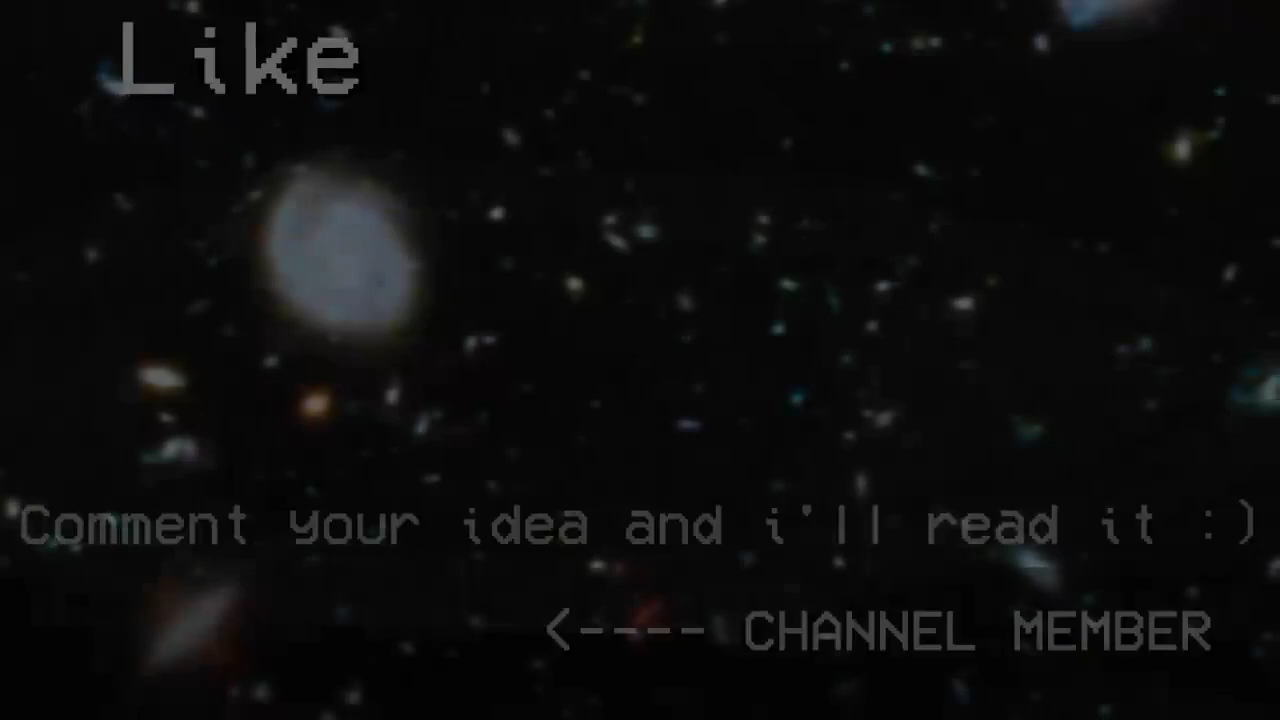 Like
Comment your idea and i'll read it :)
<---- CHANNEL MEMBER